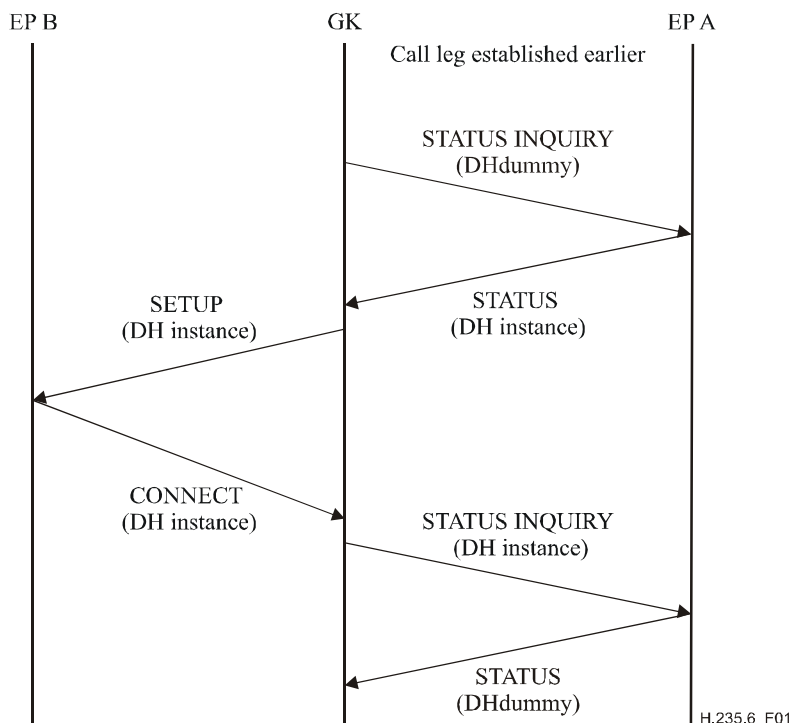 EP B
GK
EP A
Call leg established earlier
STATUS INQUIRY
(DHdummy)
SETUP
(DH instance)
STATUS
(DH instance)
CONNECT
(DH instance)
STATUS INQUIRY
(DH instance)
STATUS
(DHdummy)
H.235.6_F01